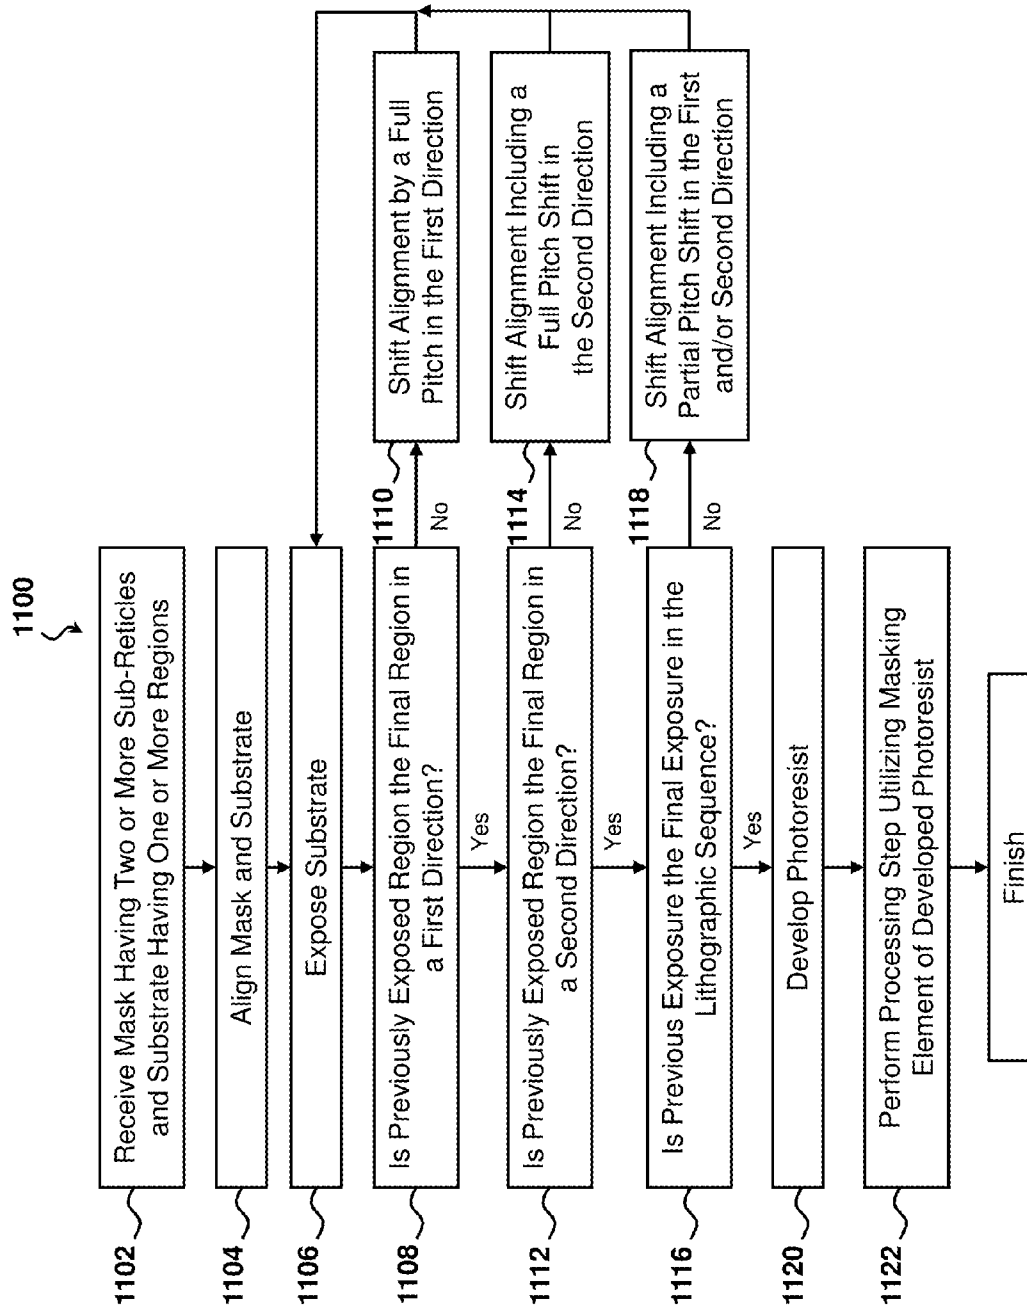 1100
1102
Receive Mask Having Two or More Sub-Reticles
and Substrate Having One or More Regions
1104
Align Mask and Substrate
1106
Expose Substrate
1108
Is Previously Exposed Region the Final Region in
a First Direction?
No
1110
Shift Alignment by a Full
Pitch in the First Direction
Yes
1112
Is Previously Exposed Region the Final Region in
a Second Direction?
No
1114
Shift Alignment Including a
Full Pitch Shift in
the Second Direction
Yes
1116
Is Previous Exposure the Final Exposure in the
Lithographic Sequence?
No
1118
Shift Alignment Including a
Partial Pitch Shift in the First
and/or Second Direction
Yes
1120
Develop Photoresist
1122
Perform Processing Step Utilizing Masking
Element of Developed Photoresist
Finish